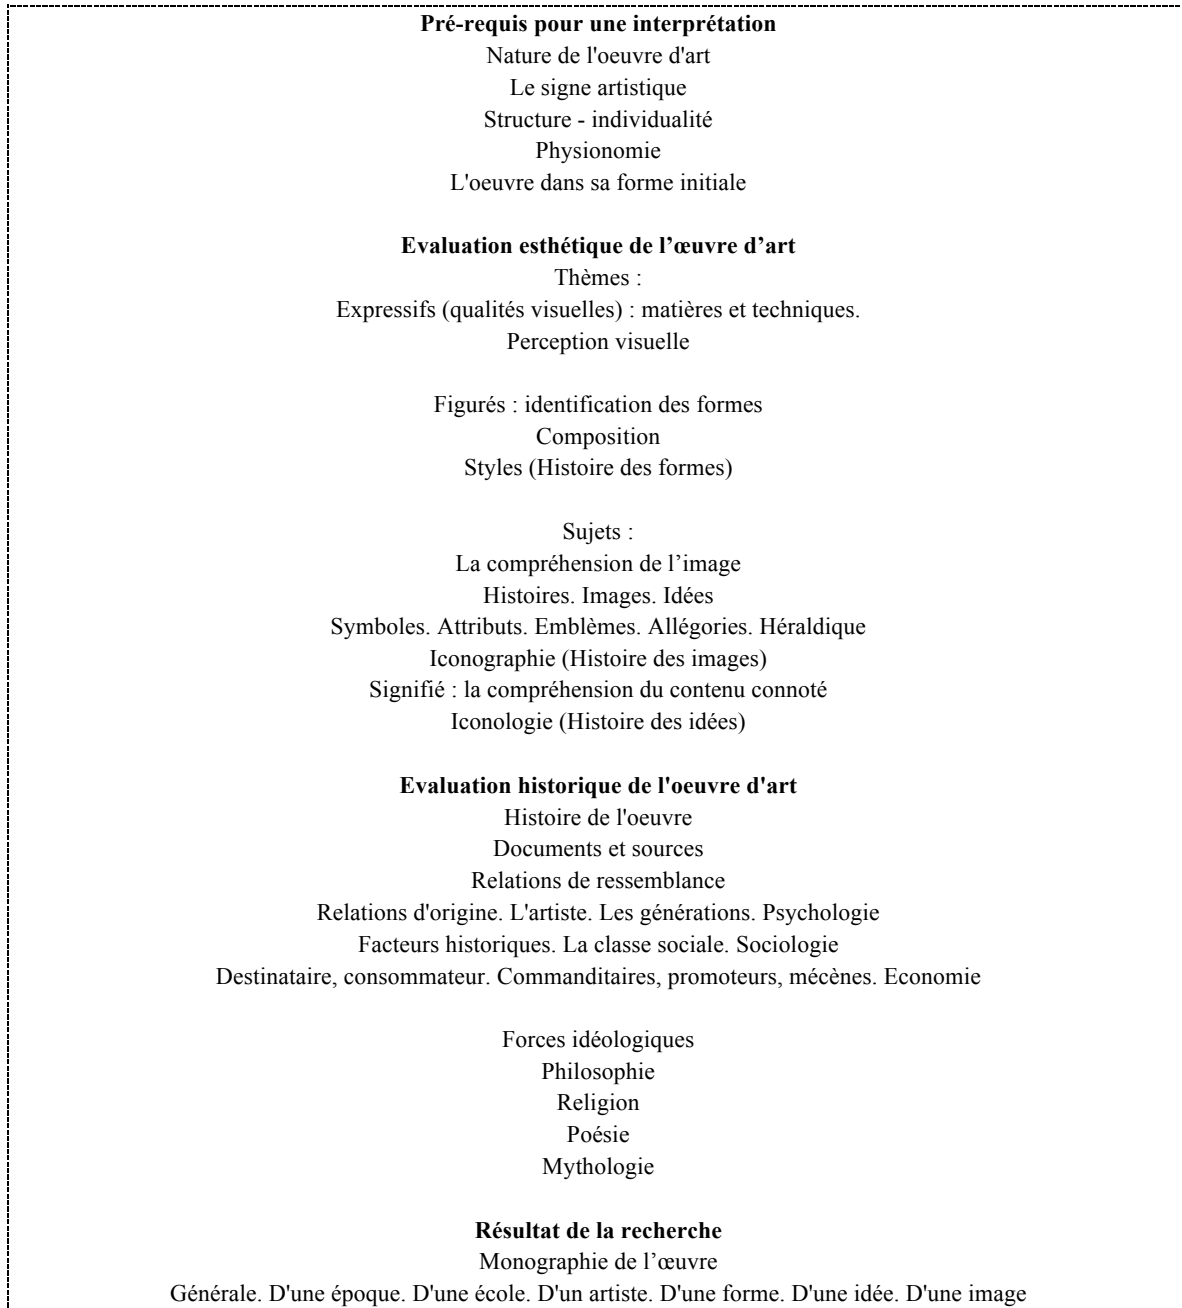 Pré-requis pour une interprétation
Nature de l'oeuvre d'art
Le signe artistique
Structure - individualité
Physionomie
L'oeuvre dans sa forme initiale
Evaluation esthétique de l’œuvre d’art
Thèmes :
Expressifs (qualités visuelles) : matières et techniques.
Perception visuelle
Figurés : identification des formes
Composition
Styles (Histoire des formes)
Sujets :
La compréhension de l’image
Histoires. Images. Idées
Symboles. Attributs. Emblèmes. Allégories. Héraldique
Iconographie (Histoire des images)
Signifié : la compréhension du contenu connoté
Iconologie (Histoire des idées)
Evaluation historique de l'oeuvre d'art
Histoire de l'oeuvre
Documents et sources
Relations de ressemblance
Relations d'origine. L'artiste. Les générations. Psychologie
Facteurs historiques. La classe sociale. Sociologie
Destinataire, consommateur. Commanditaires, promoteurs, mécènes. Economie
Forces idéologiques
Philosophie
Religion
Poésie
Mythologie
Résultat de la recherche
Monographie de l’œuvre
Générale. D'une époque. D'une école. D'un artiste. D'une forme. D'une idée. D'une image